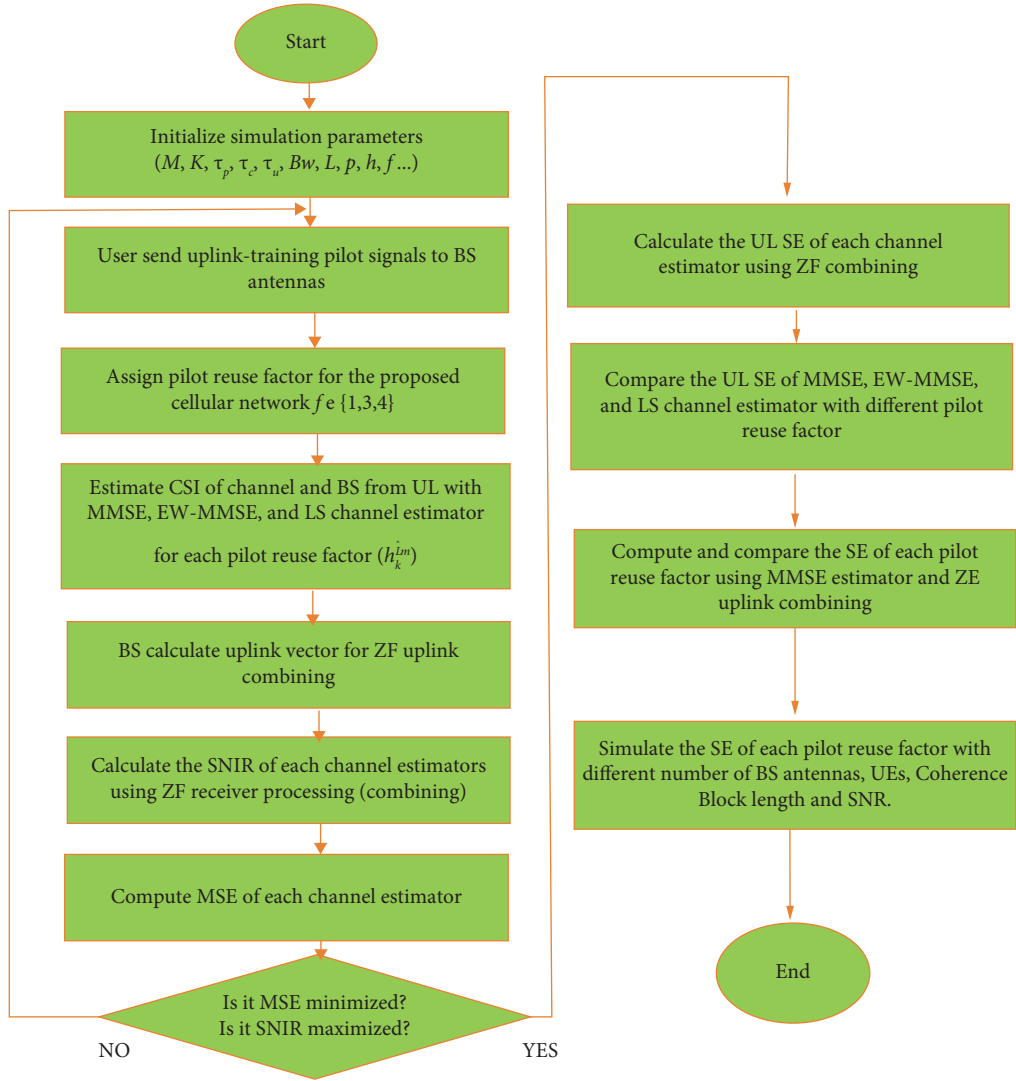 Start
Initialize simulation parameters
(M, K, τp, τc, τu, Bw, L, p, h, f ...)
User send uplink-training pilot signals to BS
antennas
Assign pilot reuse factor for the proposed
cellular network f e {1,3,4}
Estimate CSI of channel and BS from UL with
MMSE, EW-MMSE, and LS channel estimator
for each pilot reuse factor (h_k^{L̇m})
BS calculate uplink vector for ZF uplink
combining
Calculate the SNIR of each channel estimators
using ZF receiver processing (combining)
Compute MSE of each channel estimator
Is it MSE minimized?
Is it SNIR maximized?
NO
YES
Calculate the UL SE of each channel
estimator using ZF combining
Compare the UL SE of MMSE, EW-MMSE,
and LS channel estimator with different pilot
reuse factor
Compute and compare the SE of each pilot
reuse factor using MMSE estimator and ZE
uplink combining
Simulate the SE of each pilot reuse factor with
different number of BS antennas, UEs, Coherence
Block length and SNR.
End